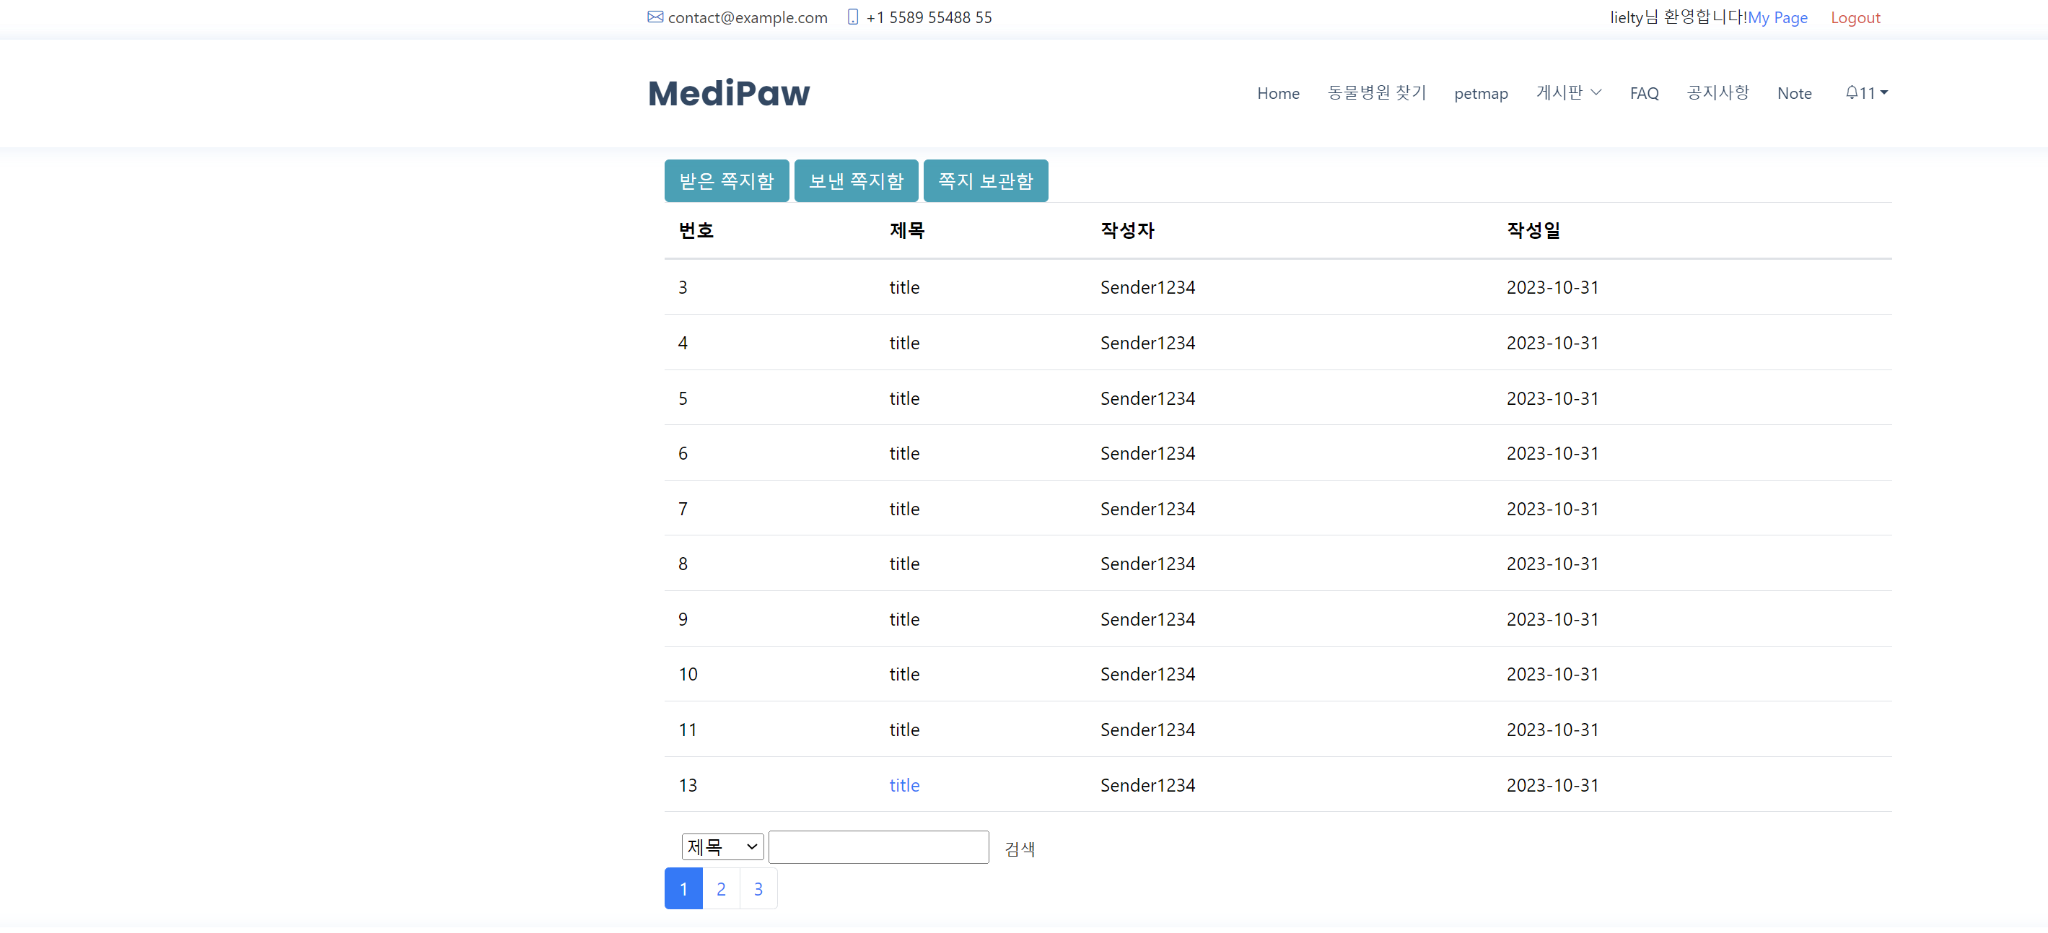 contact@example.com +1 5589 55488 55 lielty님 환영합니다!My Page Logout
MediPaw Home 동물병원 찾기 petmap 게시판 FAQ 공지사항 Note 11
받은 쪽지함 보낸 쪽지함 쪽지 보관함
번호 제목 작성자 작성일
3 title Sender1234 2023-10-31
4 title Sender1234 2023-10-31
5 title Sender1234 2023-10-31
6 title Sender1234 2023-10-31
7 title Sender1234 2023-10-31
8 title Sender1234 2023-10-31
9 title Sender1234 2023-10-31
10 title Sender1234 2023-10-31
11 title Sender1234 2023-10-31
13 title Sender1234 2023-10-31
제목 검색
1 2 3